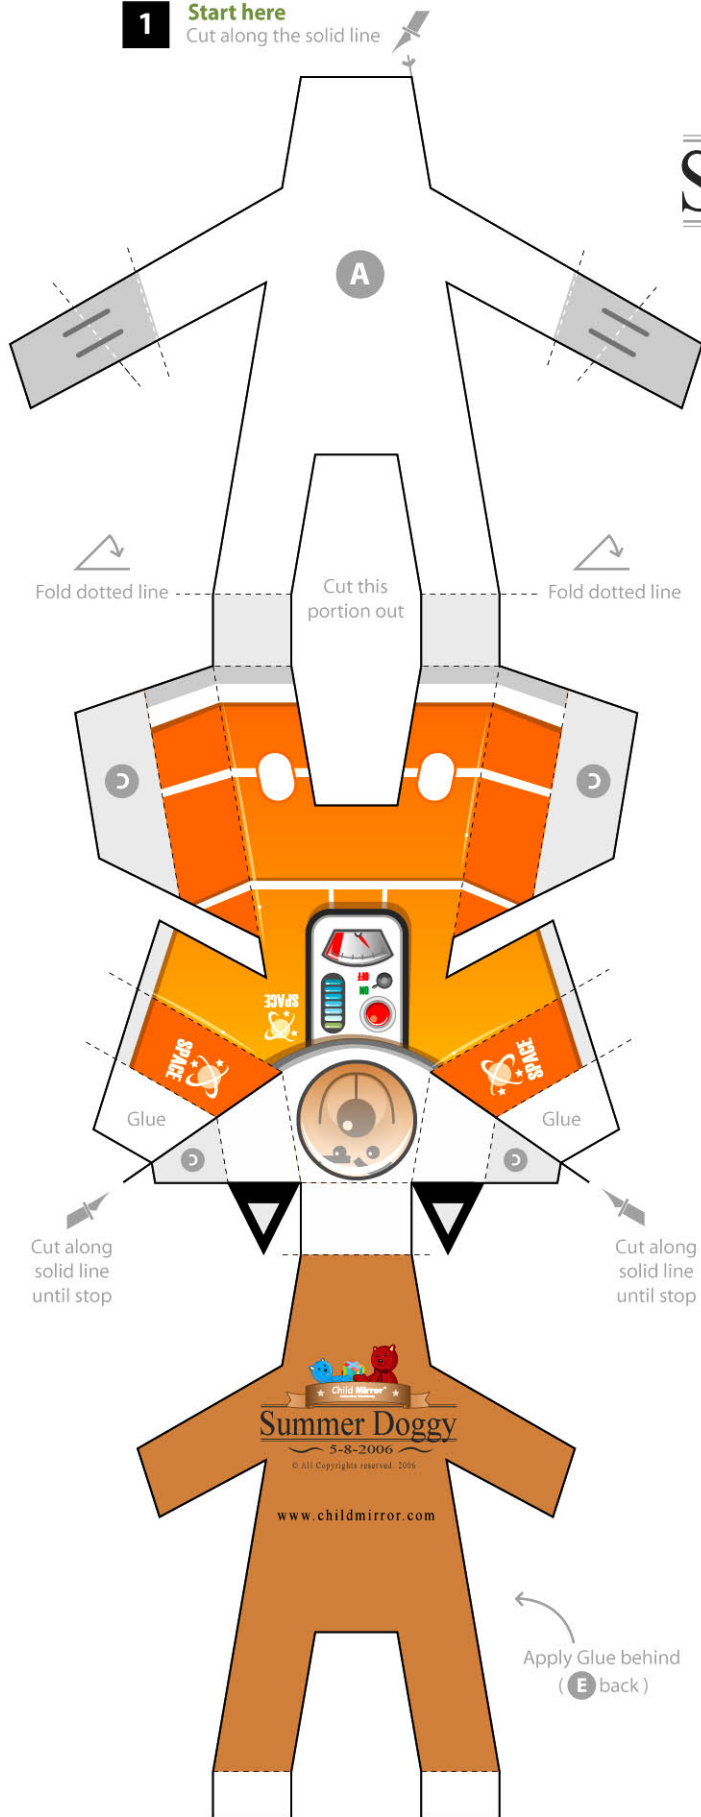 1
Start here
Cut along the solid line
S
A
Fold dotted line
Cut this
portion out
Fold dotted line
C
C
OFF
ON
SPACE
SPACE
SPACE
Glue
Glue
C
C
Cut along
solid line
until stop
Cut along
solid line
until stop
Child Mirror
Summer Doggy
5-8-2006
© All Copyrights reserved. 2006
www.childmirror.com
Apply Glue behind
( E back )